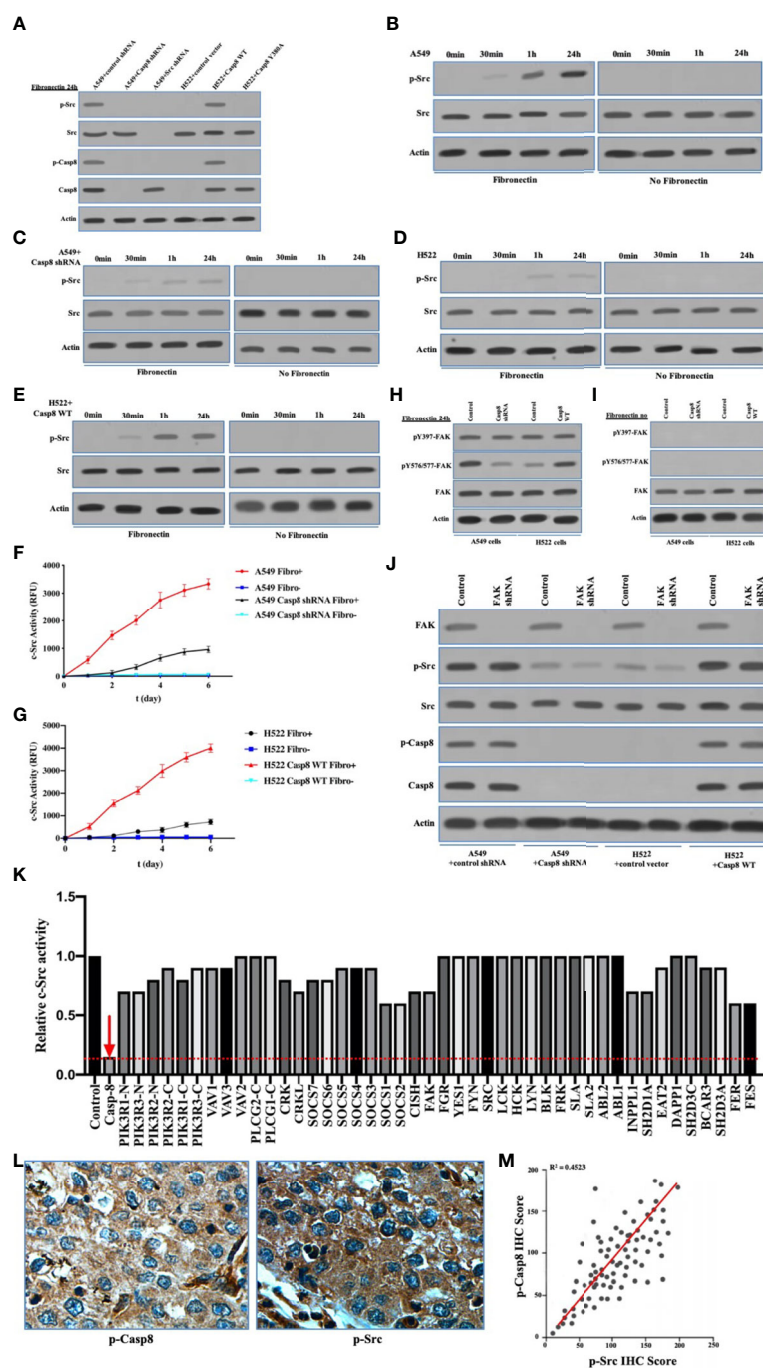 A
A549+control shRNA
A549+Casp8 shRNA
A549+Src shRNA
H522+control vector
H522+Casp8 WT
H522+Casp8 Y380A
Fibronectin 24h
p-Src
Src
p-Casp8
Casp8
Actin
B
A549
0min 30min 1h 24h 0min 30min 1h 24h
p-Src
Src
Actin
Fibronectin No Fibronectin
C
A549+
Casp8 shRNA
0min 30min 1h 24h 0min 30min 1h 24h
p-Src
Src
Actin
Fibronectin No Fibronectin
D
H522
0min 30min 1h 24h 0min 30min 1h 24h
p-Src
Src
Actin
Fibronectin No Fibronectin
E
H522+
Casp8 WT
0min 30min 1h 24h 0min 30min 1h 24h
p-Src
Src
Actin
Fibronectin No Fibronectin
H
Fibronectin 24h
Control
Casp8 shRNA
Control
Casp8 WT
pY397-FAK
pY576/577-FAK
FAK
Actin
A549 cells H522 cells
I
Fibronectin no
Control
Casp8 shRNA
Control
Casp8 WT
pY397-FAK
pY576/577-FAK
FAK
Actin
A549 cells H522 cells
F
c-Src Activity (RFU)
4000
3000
2000
1000
0
0 2 4 6
t (day)
A549 Fibro+
A549 Fibro-
A549 Casp8 shRNA Fibro+
A549 Casp8 shRNA Fibro-
G
c-Src Activity (RFU)
5000
4000
3000
2000
1000
0
0 2 4 6
t (day)
H522 Fibro+
H522 Fibro-
H522 Casp8 WT Fibro+
H522 Casp8 WT Fibro-
J
Control
FAK shRNA
Control
FAK shRNA
Control
FAK shRNA
Control
FAK shRNA
FAK
p-Src
Src
p-Casp8
Casp8
Actin
A549 A549 H522 H522
+control shRNA +Casp8 shRNA +control vector +Casp8 WT
K
Relative c-Src activity
1.5
1.0
0.5
0.0
Control
Casp-8
PIK3R1-N
PIK3R3-N
PIK3R2-N
PIK3R2-C
PIK3R1-C
PIK3R3-C
VAV1
VAV3
VAV2
PLCG2-C
PLCG1-C
CRK
CRKL
SOCS7
SOCS6
SOCS5
SOCS4
SOCS3
SOCS1
SOCS2
CISH
FAK
FGR
YES1
FYN
SRC
LCK
HCK
LYN
BLK
FRK
SLA
SLA2
ABL2
ABL1
INPPL1
SH2D1A
EAT2
DAPP1
SH2D3C
BCAR3
SH2D3A
FER
FES
L
p-Casp8 p-Src
M
R² = 0.4523
p-Casp8 IHC Score
200
150
100
50
0
0 50 100 150 200 250
p-Src IHC Score